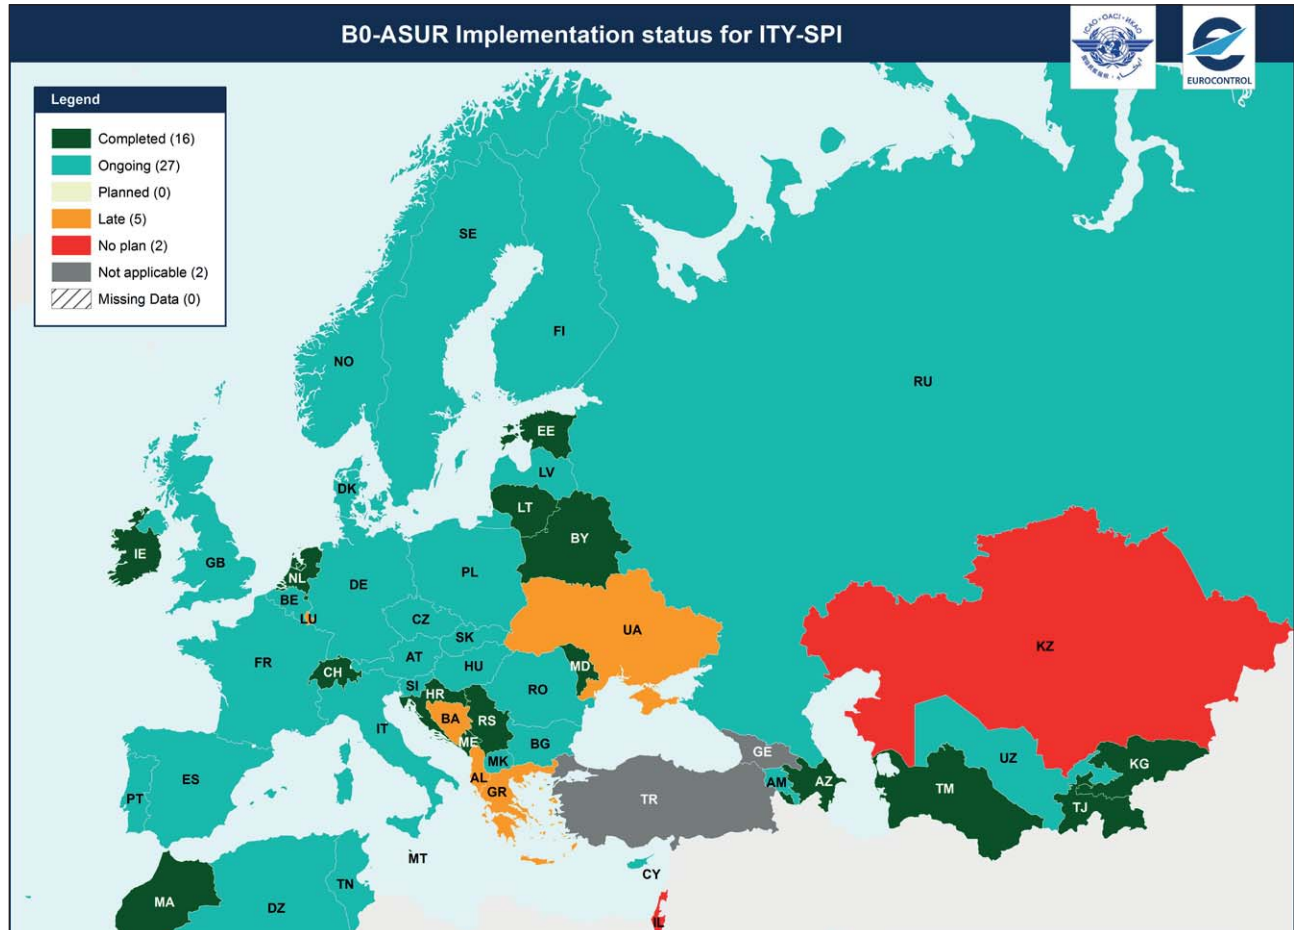 B0-ASUR Implementation status for ITY-SPI
ICAO · OACI · ИКАО
EUROCONTROL
Legend
Completed (16)
Ongoing (27)
Planned (0)
Late (5)
No plan (2)
Not applicable (2)
Missing Data (0)
SE
FI
NO
RU
EE
LV
DK
LT
BY
IE
GB
NL
DE
PL
BE
LU
CZ
UA
SK
KZ
FR
AT
HU
MD
CH
SI
HR
RO
BA
RS
IT
ME
BG
GE
MK
UZ
KG
ES
AL
AM
AZ
TM
PT
GR
TR
TJ
MT
CY
TN
MA
DZ
IL